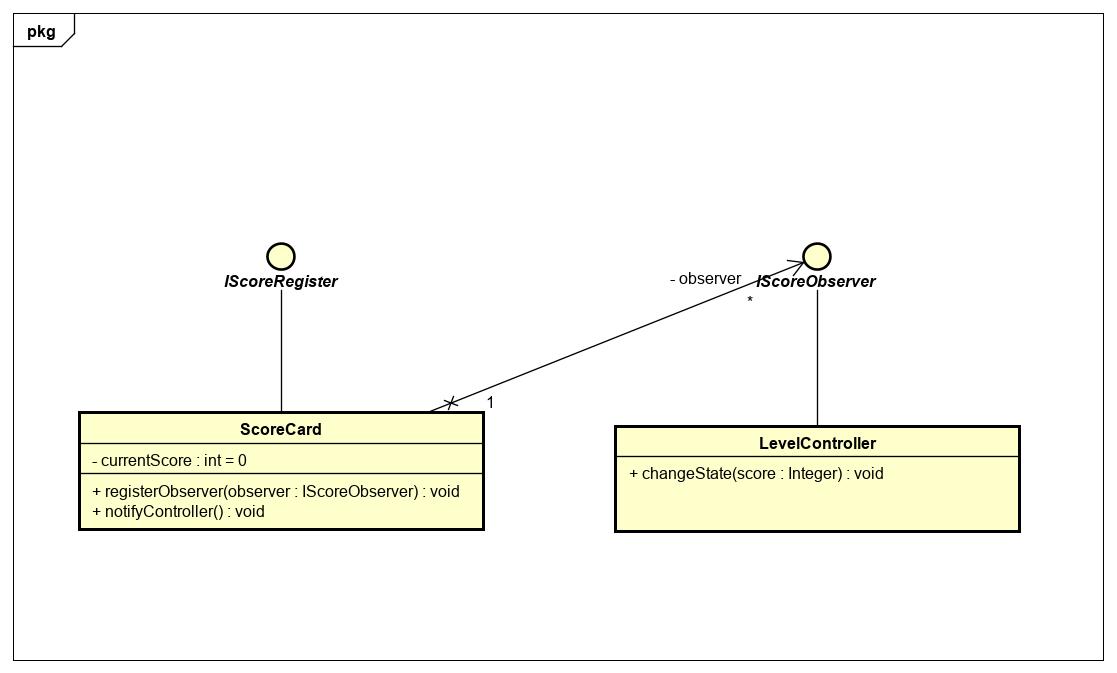 pkg
IScoreRegister
- observer
IScoreObserver
*
1
ScoreCard
- currentScore : int = 0
+ registerObserver(observer : IScoreObserver) : void
+ notifyController() : void
LevelController
+ changeState(score : Integer) : void